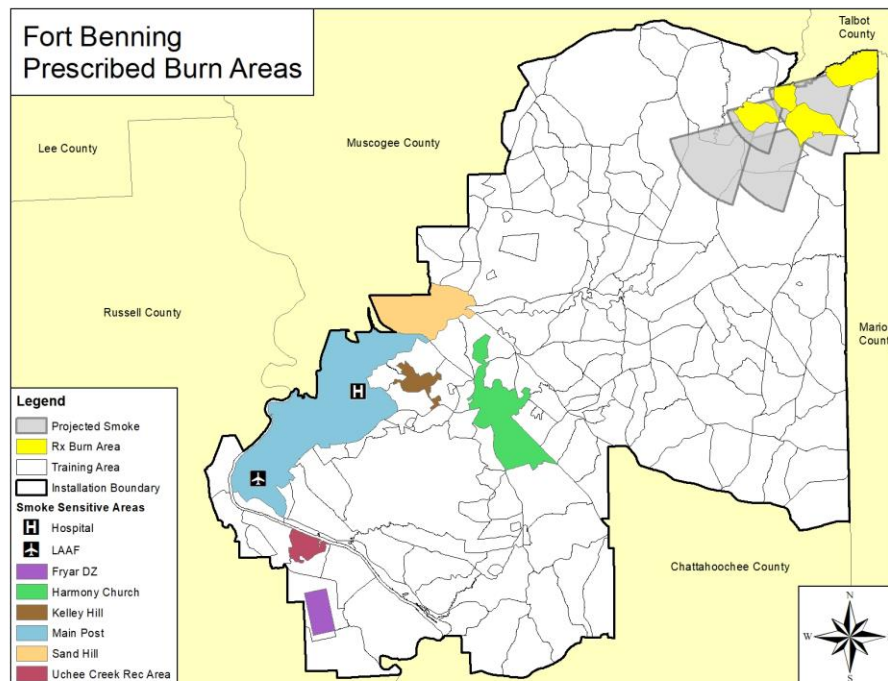 Fort Benning
Prescribed Burn Areas
Talbot
County
Lee County
Muscogee County
Russell County
Mario
County
Chattahoochee County
Legend
Projected Smoke
Rx Burn Area
Training Area
Installation Boundary
Smoke Sensitive Areas
H
Hospital
LAAF
Fryar DZ
Harmony Church
Kelley Hill
Main Post
Sand Hill
Uchee Creek Rec Area
H
N
W
E
S